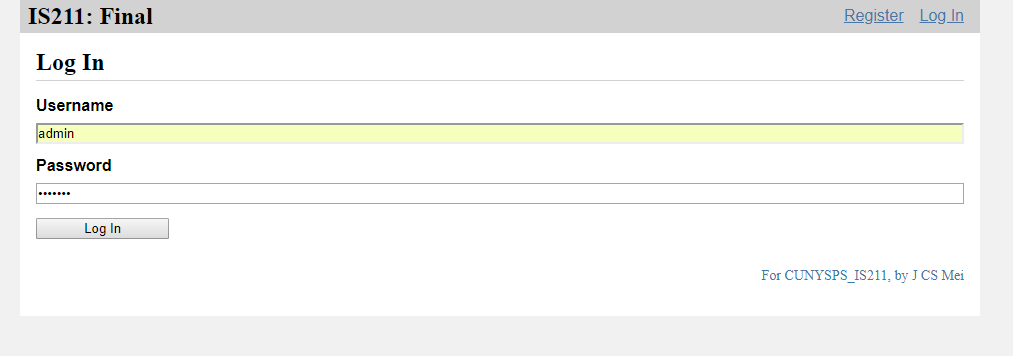 IS211: Final
Register Log In
Log In
Username
admin
Password
•••••••
Log In
For CUNYSPS_IS211, by J CS Mei